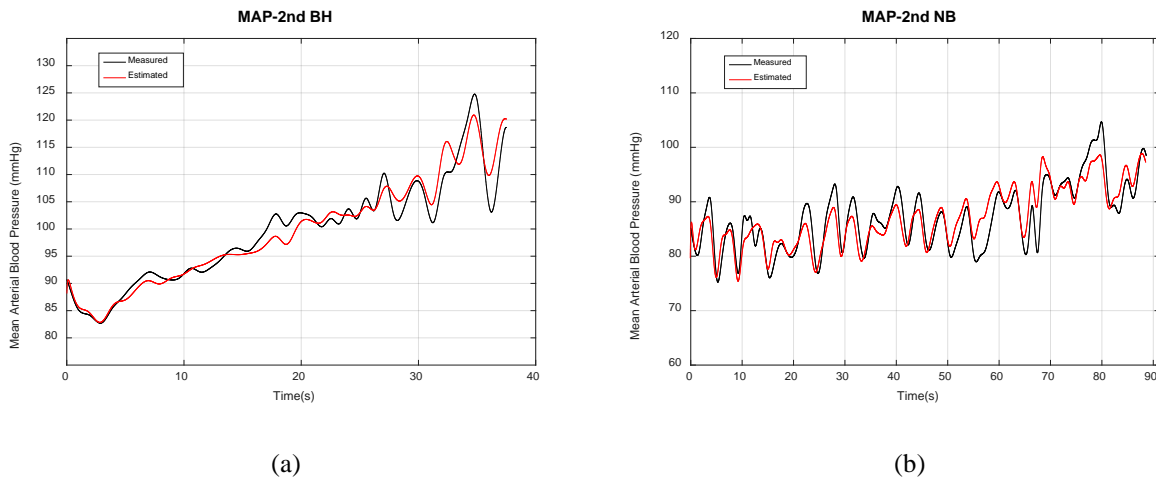 MAP-2nd BH
Measured
Estimated
Mean Arterial Blood Pressure (mmHg)
130
125
120
115
110
105
100
95
90
85
80
0
10
20
30
40
Time(s)
(a)
MAP-2nd NB
Measured
Estimated
Mean Arterial Blood Pressure (mmHg)
120
110
100
90
80
70
60
0
10
20
30
40
50
60
70
80
90
Time(s)
(b)